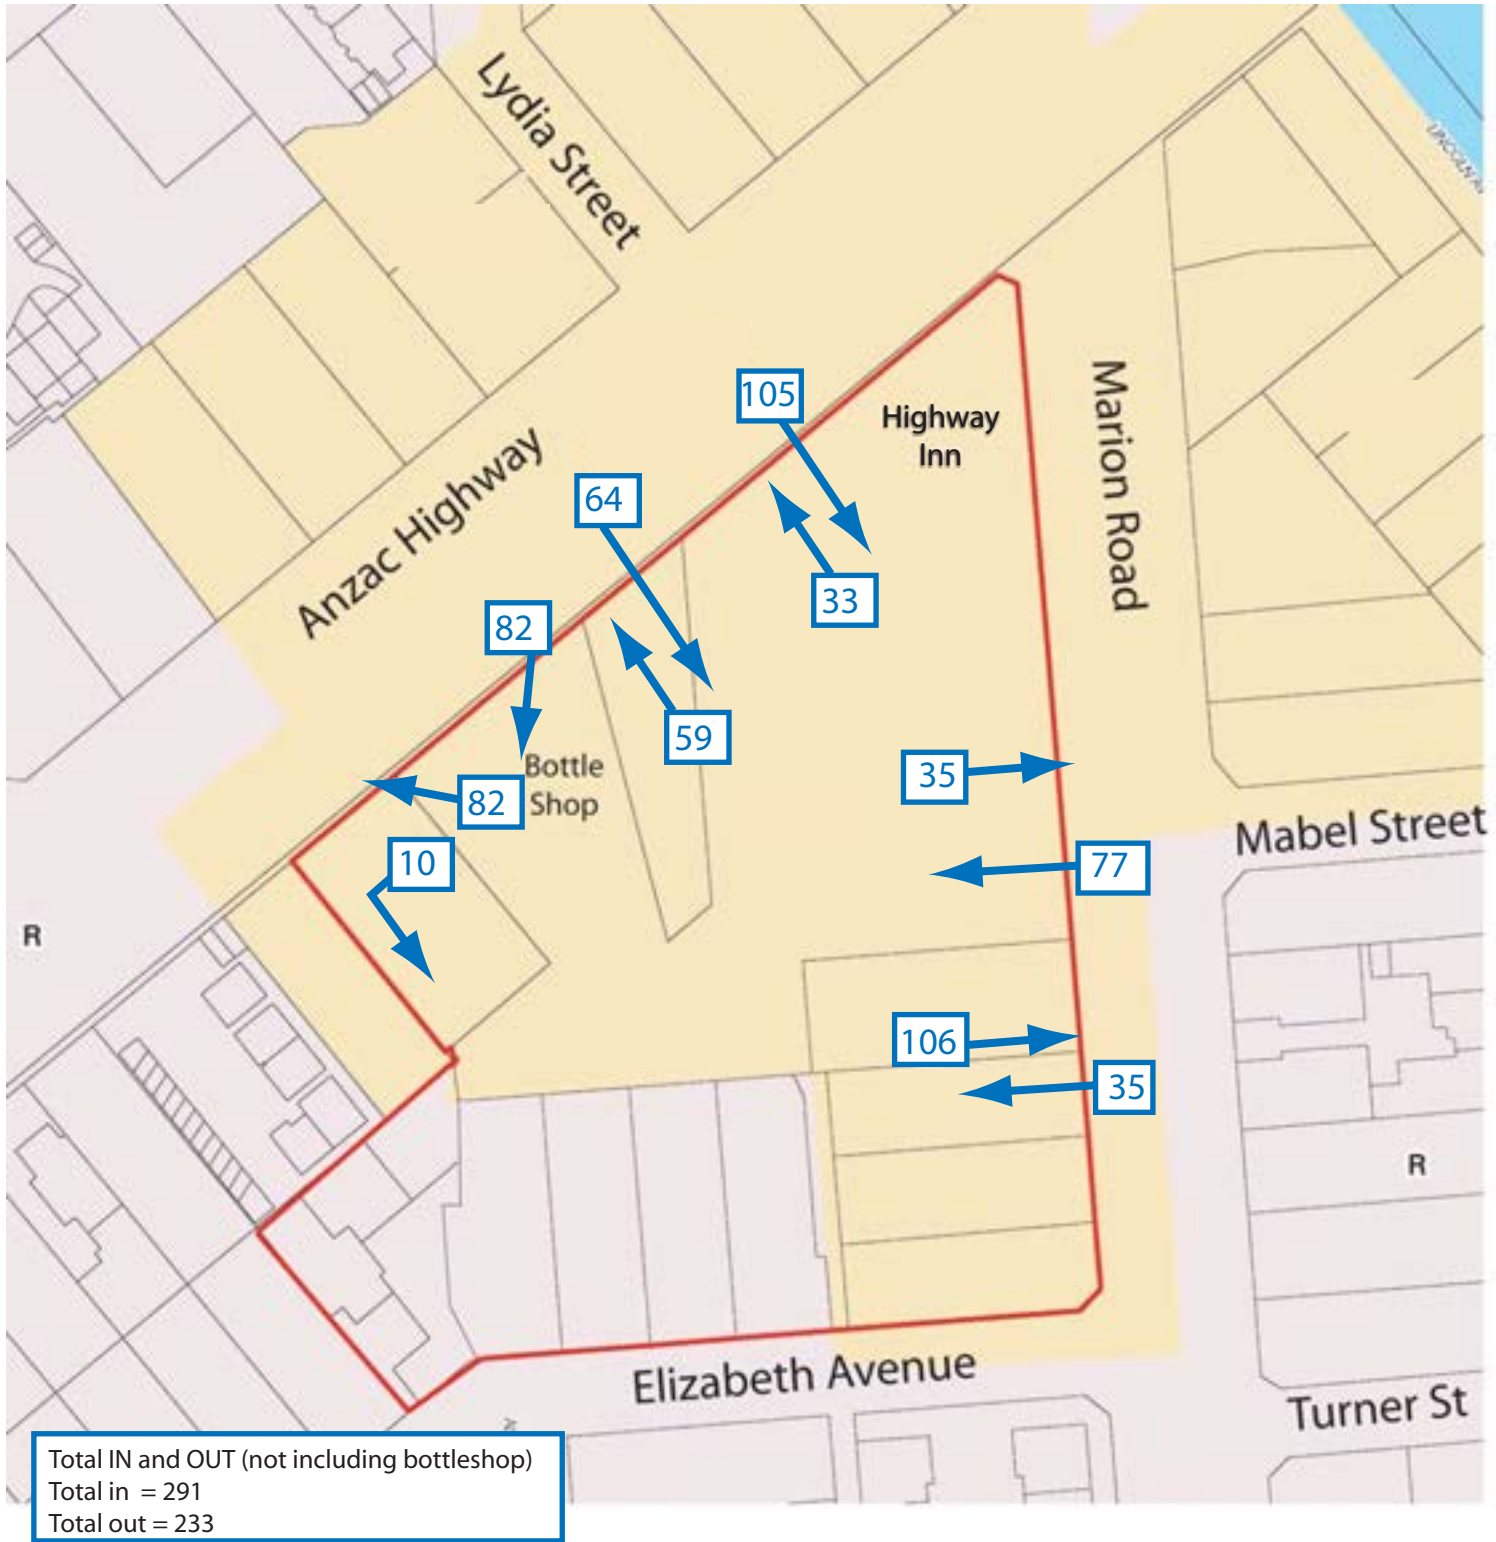 Lydia Street
LINCOLN AV
105
Highway
Inn
Marion Road
Anzac Highway
64
33
82
59
Bottle
Shop
35
82
Mabel Street
10
77
R
106
35
R
Elizabeth Avenue
Turner St
Total IN and OUT (not including bottleshop)
Total in = 291
Total out = 233